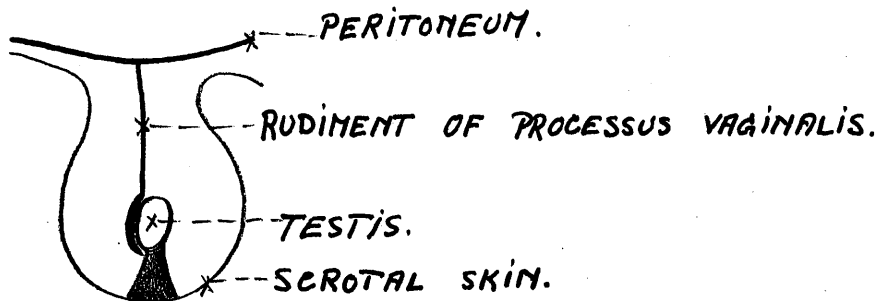 PERITONEUM.
RUDIMENT OF PROCESSUS VAGINALIS.
TESTIS.
SCROTAL SKIN.